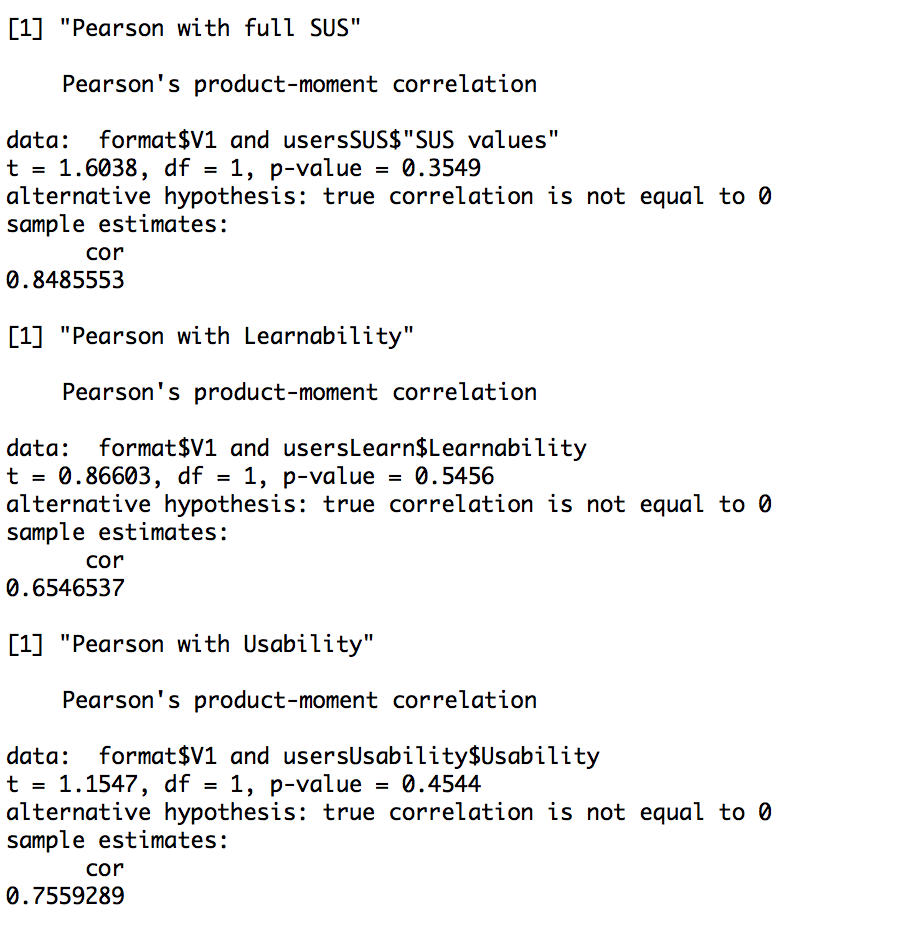 [1] "Pearson with full SUS"
Pearson's product-moment correlation
data:  format$V1 and usersSUS$"SUS values"
t = 1.6038, df = 1, p-value = 0.3549
alternative hypothesis: true correlation is not equal to 0
sample estimates:
cor
0.8485553
[1] "Pearson with Learnability"
Pearson's product-moment correlation
data:  format$V1 and usersLearn$Learnability
t = 0.86603, df = 1, p-value = 0.5456
alternative hypothesis: true correlation is not equal to 0
sample estimates:
cor
0.6546537
[1] "Pearson with Usability"
Pearson's product-moment correlation
data:  format$V1 and usersUsability$Usability
t = 1.1547, df = 1, p-value = 0.4544
alternative hypothesis: true correlation is not equal to 0
sample estimates:
cor
0.7559289